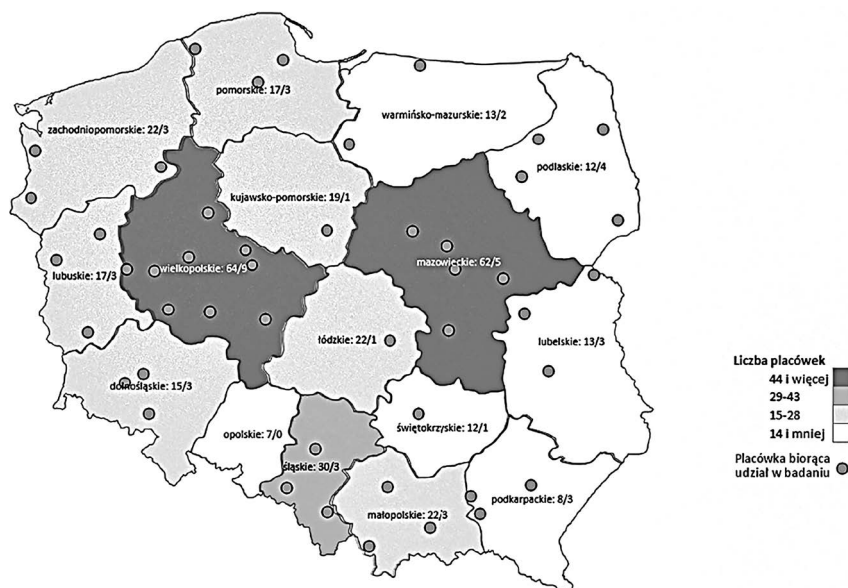 pomorskie: 17/3
zachodniopomorskie: 22/3
warmińsko-mazurskie: 13/2
podlaskie: 12/4
kujawsko-pomorskie: 19/1
lubuskie: 17/3
wielkopolskie: 64/9
mazowieckie: 62/5
łódzkie: 22/1
lubelskie: 13/3
dolnośląskie: 15/3
opolskie: 7/0
świętokrzyskie: 12/1
śląskie: 30/3
małopolskie: 22/3
podkarpackie: 8/3
Liczba placówek
44 i więcej
29-43
15-28
14 i mniej
Placówka biorąca
udział w badaniu